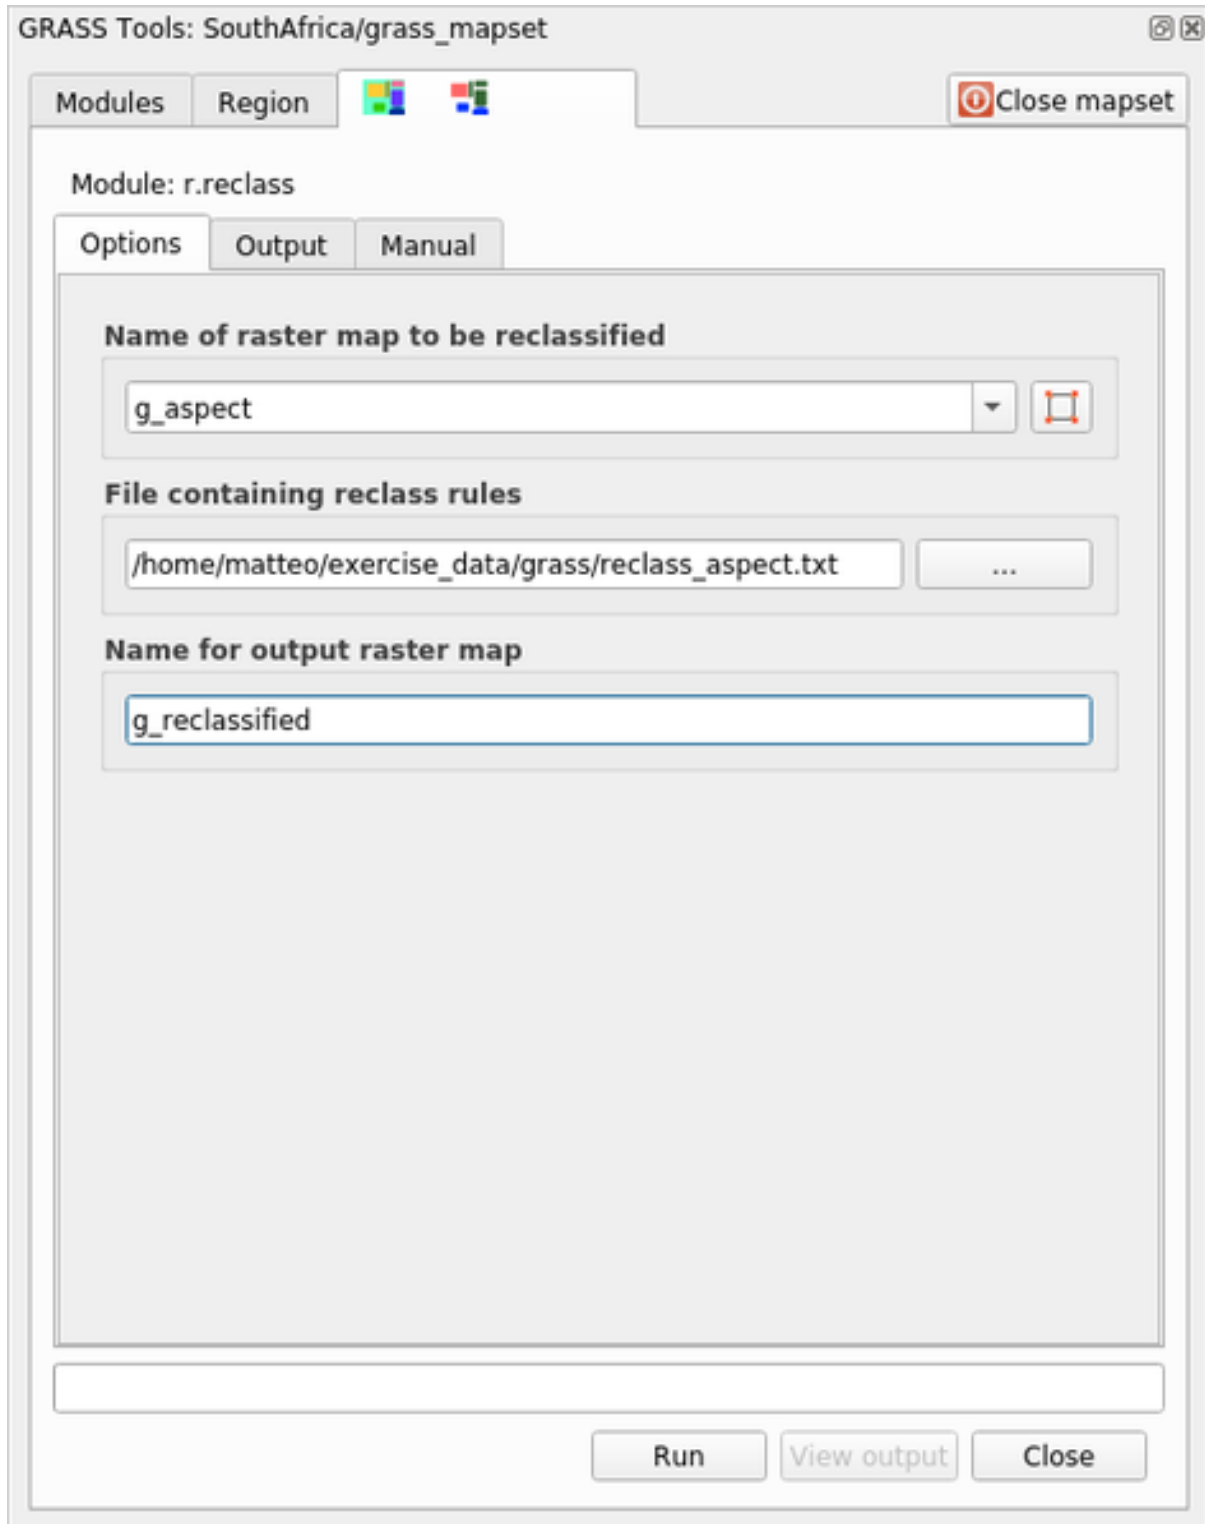 GRASS Tools: SouthAfrica/grass_mapset
Modules Region Close mapset
Module: r.reclass
Options Output Manual
Name of raster map to be reclassified
g_aspect
File containing reclass rules
/home/matteo/exercise_data/grass/reclass_aspect.txt ...
Name for output raster map
g_reclassified
Run View output Close